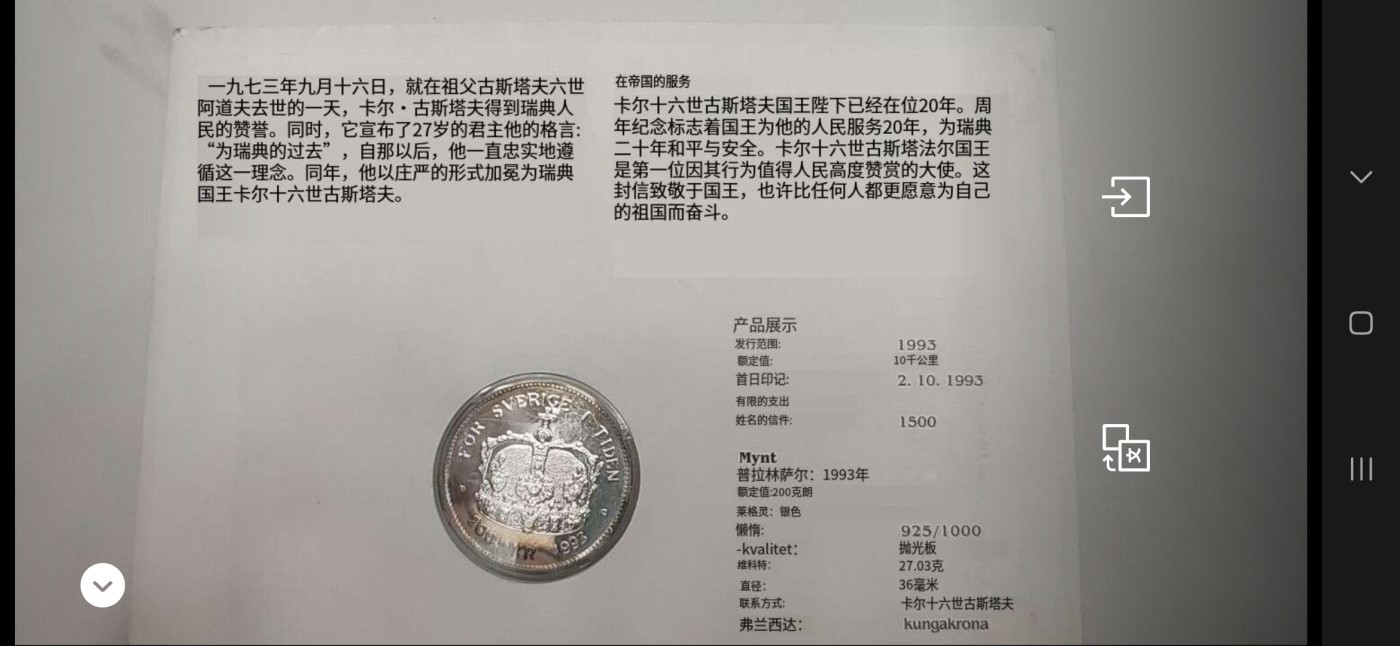 一九七三年九月十六日，就在祖父古斯塔夫六世
阿道夫去世的一天，卡尔·古斯塔夫得到瑞典人
民的赞誉。同时，它宣布了27岁的君主他的格言:
“为瑞典的过去”，自那以后，他一直忠实地遵
循这一理念。同年，他以庄严的形式加冕为瑞典
国王卡尔十六世古斯塔夫。
在帝国的服务
卡尔十六世古斯塔夫国王陛下已经在位20年。周
年纪念标志着国王为他的人民服务20年，为瑞典
二十年和平与安全。卡尔十六世古斯塔法尔国王
是第一位因其行为值得人民高度赞赏的大使。这
封信致敬于国王，也许比任何人都更愿意为自己
的祖国而奋斗。
产品展示
发行范围: 1993
额定值: 10千公里
首日印记: 2. 10. 1993
有限的支出
姓名的信件: 1500
Mynt
普拉林萨尔：1993年
额定值:200克朗
莱格灵：银色
懒惰: 925/1000
-kvalitet： 抛光板
维科特: 27.03克
直径: 36毫米
联系方式: 卡尔十六世古斯塔夫
弗兰西达： kungakrona
FÖR SVERIGE I TIDEN
200 1993